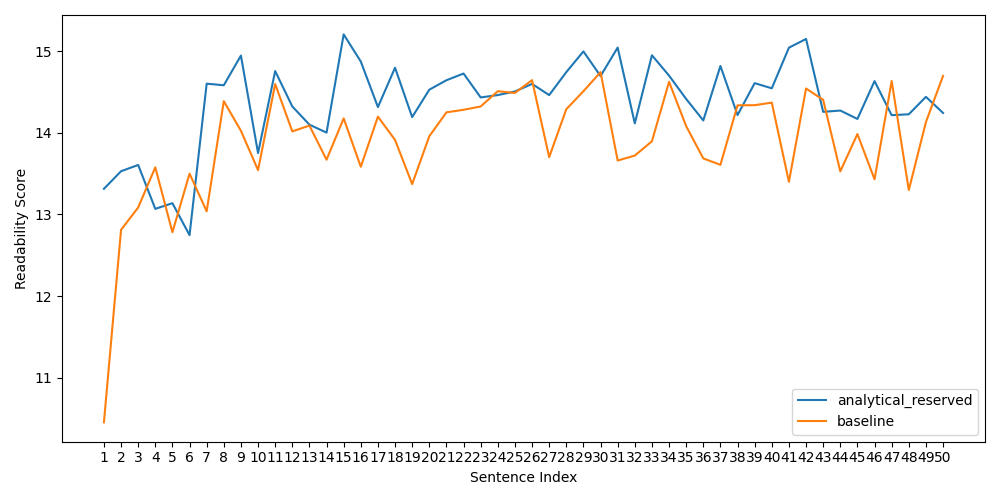 Readability Score
15
14
13
12
11
analytical_reserved
baseline
1 2 3 4 5 6 7 8 9 10 11 12 13 14 15 16 17 18 19 20 21 22 23 24 25 26 27 28 29 30 31 32 33 34 35 36 37 38 39 40 41 42 43 44 45 46 47 48 49 50
Sentence Index